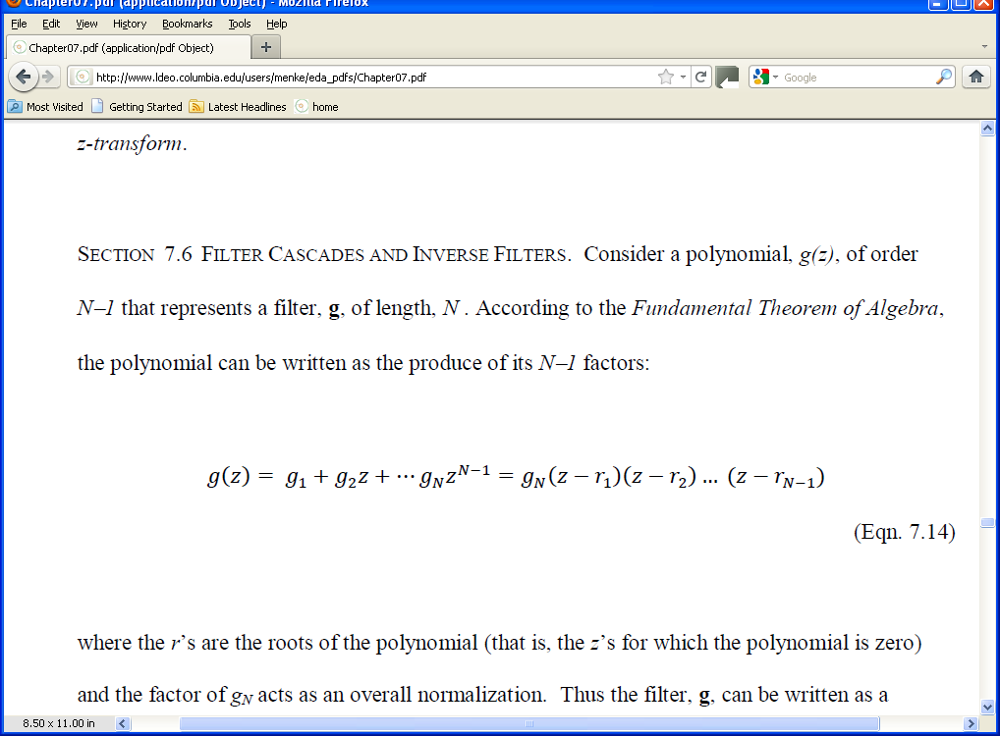 Chapter07.pdf (application/pdf Object) - Mozilla Firefox
File Edit View History Bookmarks Tools Help
Chapter07.pdf (application/pdf Object) +
http://www.ldeo.columbia.edu/users/menke/eda_pdfs/Chapter07.pdf Google
Most Visited Getting Started Latest Headlines home
z-transform.
SECTION 7.6 FILTER CASCADES AND INVERSE FILTERS. Consider a polynomial, g(z), of order
N–1 that represents a filter, g, of length, N . According to the Fundamental Theorem of Algebra,
the polynomial can be written as the produce of its N–1 factors:
g(z) = g₁ + g₂z + ⋯ g_N z^{N−1} = g_N(z − r₁)(z − r₂) … (z − r_{N−1})
(Eqn. 7.14)
where the r’s are the roots of the polynomial (that is, the z’s for which the polynomial is zero)
and the factor of g_N acts as an overall normalization. Thus the filter, g, can be written as a
8.50 x 11.00 in